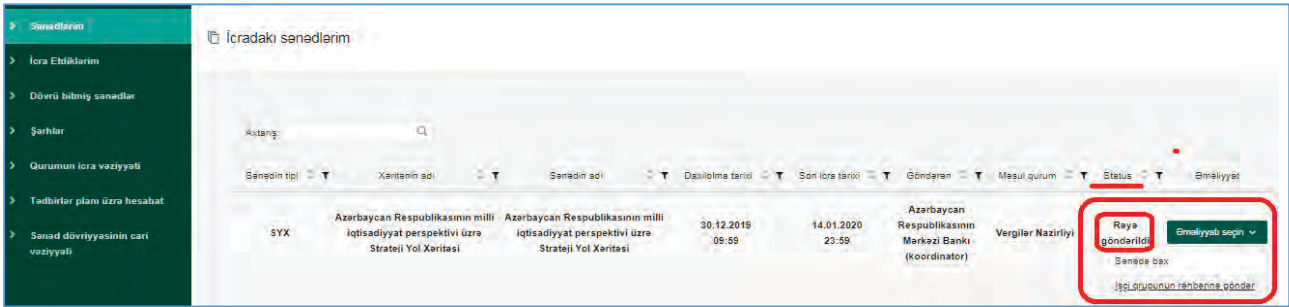 Sənədlərim
İcra Etdiklərim
Dövrü bitmiş sənədlər
Şərhlər
Qurumun icra vəziyyəti
Tədbirlər planı üzrə hesabat
Sənəd dövriyyəsinin cari
vəziyyəti
İcradakı sənədlərim
Axtarış:
Sənədin tipi Xəritənin adı Sənədin adı Daxilolma tarixi Son icra tarixi Göndərən Məsul qurum Status Əməliyyat
SYX
Azərbaycan Respublikasının milli
iqtisadiyyat perspektivi üzrə
Strateji Yol Xəritəsi
Azərbaycan Respublikasının milli
iqtisadiyyat perspektivi üzrə
Strateji Yol Xəritəsi
30.12.2019
09:59
14.01.2020
23:59
Azərbaycan
Respublikasının
Mərkəzi Bankı
(koordinator)
Vergilər Nazirliyi
Rəyə
göndərildi
Əməliyyatı seçin
Sənədə bax
İşçi qrupunun rəhbərinə göndər